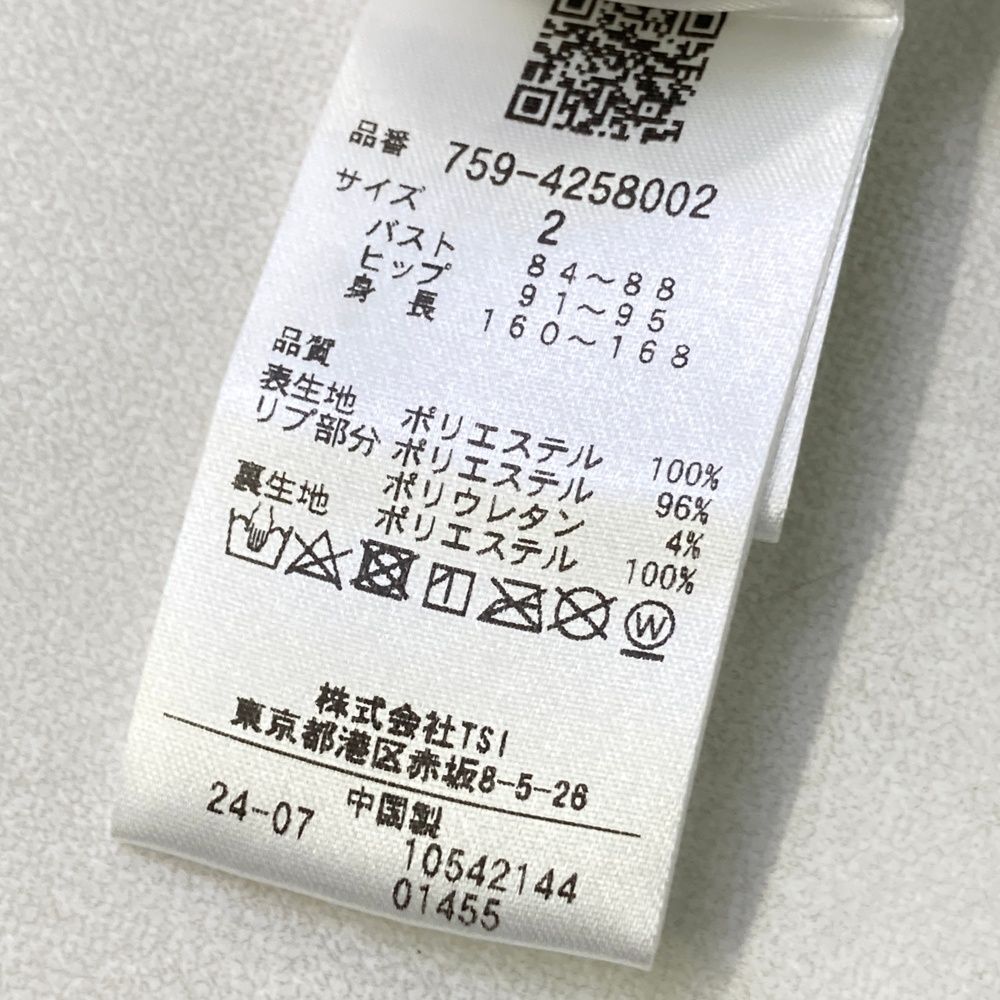 品番 759-4258002
サイズ 2
バスト 84～88
ヒップ 91～95
身長 160～168
品質
表生地 ポリエステル 100%
リブ部分 ポリエステル 96%
ポリウレタン 4%
裏生地 ポリエステル 100%
W
株式会社TSI
東京都港区赤坂8-5-26
中国製
24-07
10542144
01455